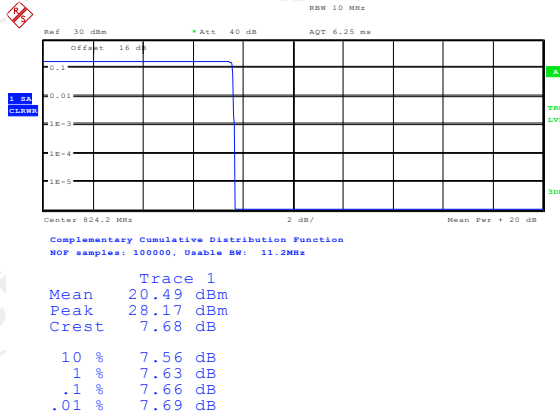 RBW 10 MHz
Ref 30 dBm * Att 40 dB AQT 6.25 ms
Offset 16 dB
0.1
A
1 SA
CLRWR
0.01
1E-3
1E-4
1E-5
3D
Center 824.2 MHz 2 dB/ Mean Pwr + 20 dB
Complementary Cumulative Distribution Function
NOF samples: 100000, Usable BW: 11.2MHz
Trace 1
Mean 20.49 dBm
Peak 28.17 dBm
Crest 7.68 dB
10 % 7.56 dB
1 % 7.63 dB
.1 % 7.66 dB
.01 % 7.69 dB